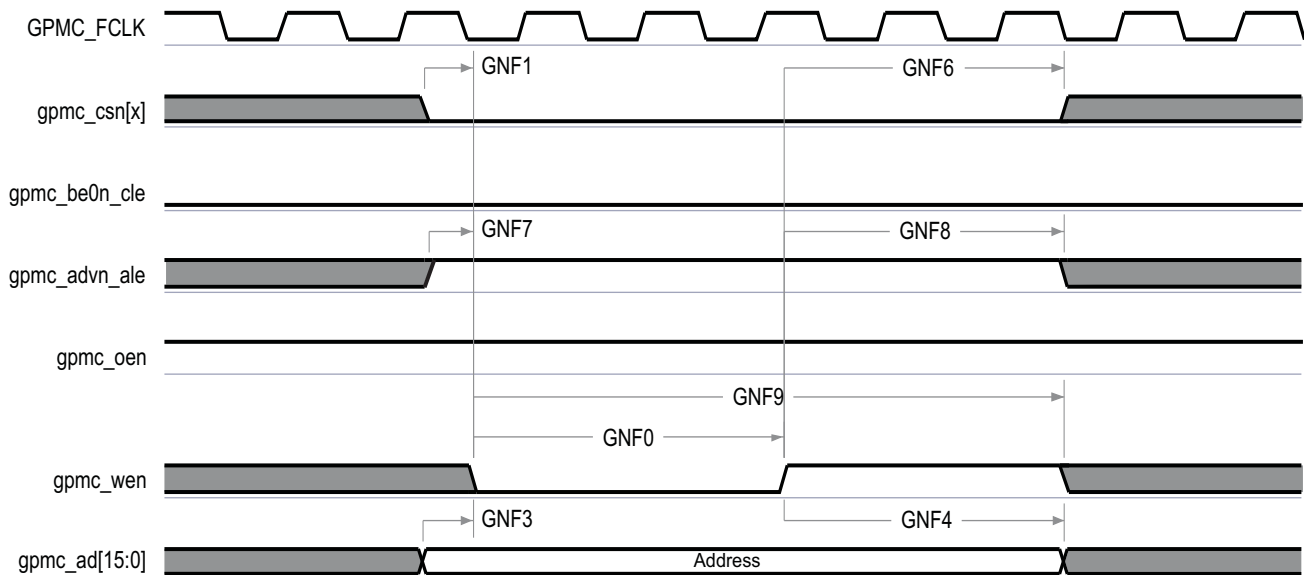 GPMC_FCLK
GNF1
GNF6
gpmc_csn[x]
gpmc_be0n_cle
GNF7
GNF8
gpmc_advn_ale
gpmc_oen
GNF9
GNF0
gpmc_wen
GNF3
GNF4
gpmc_ad[15:0]
Address